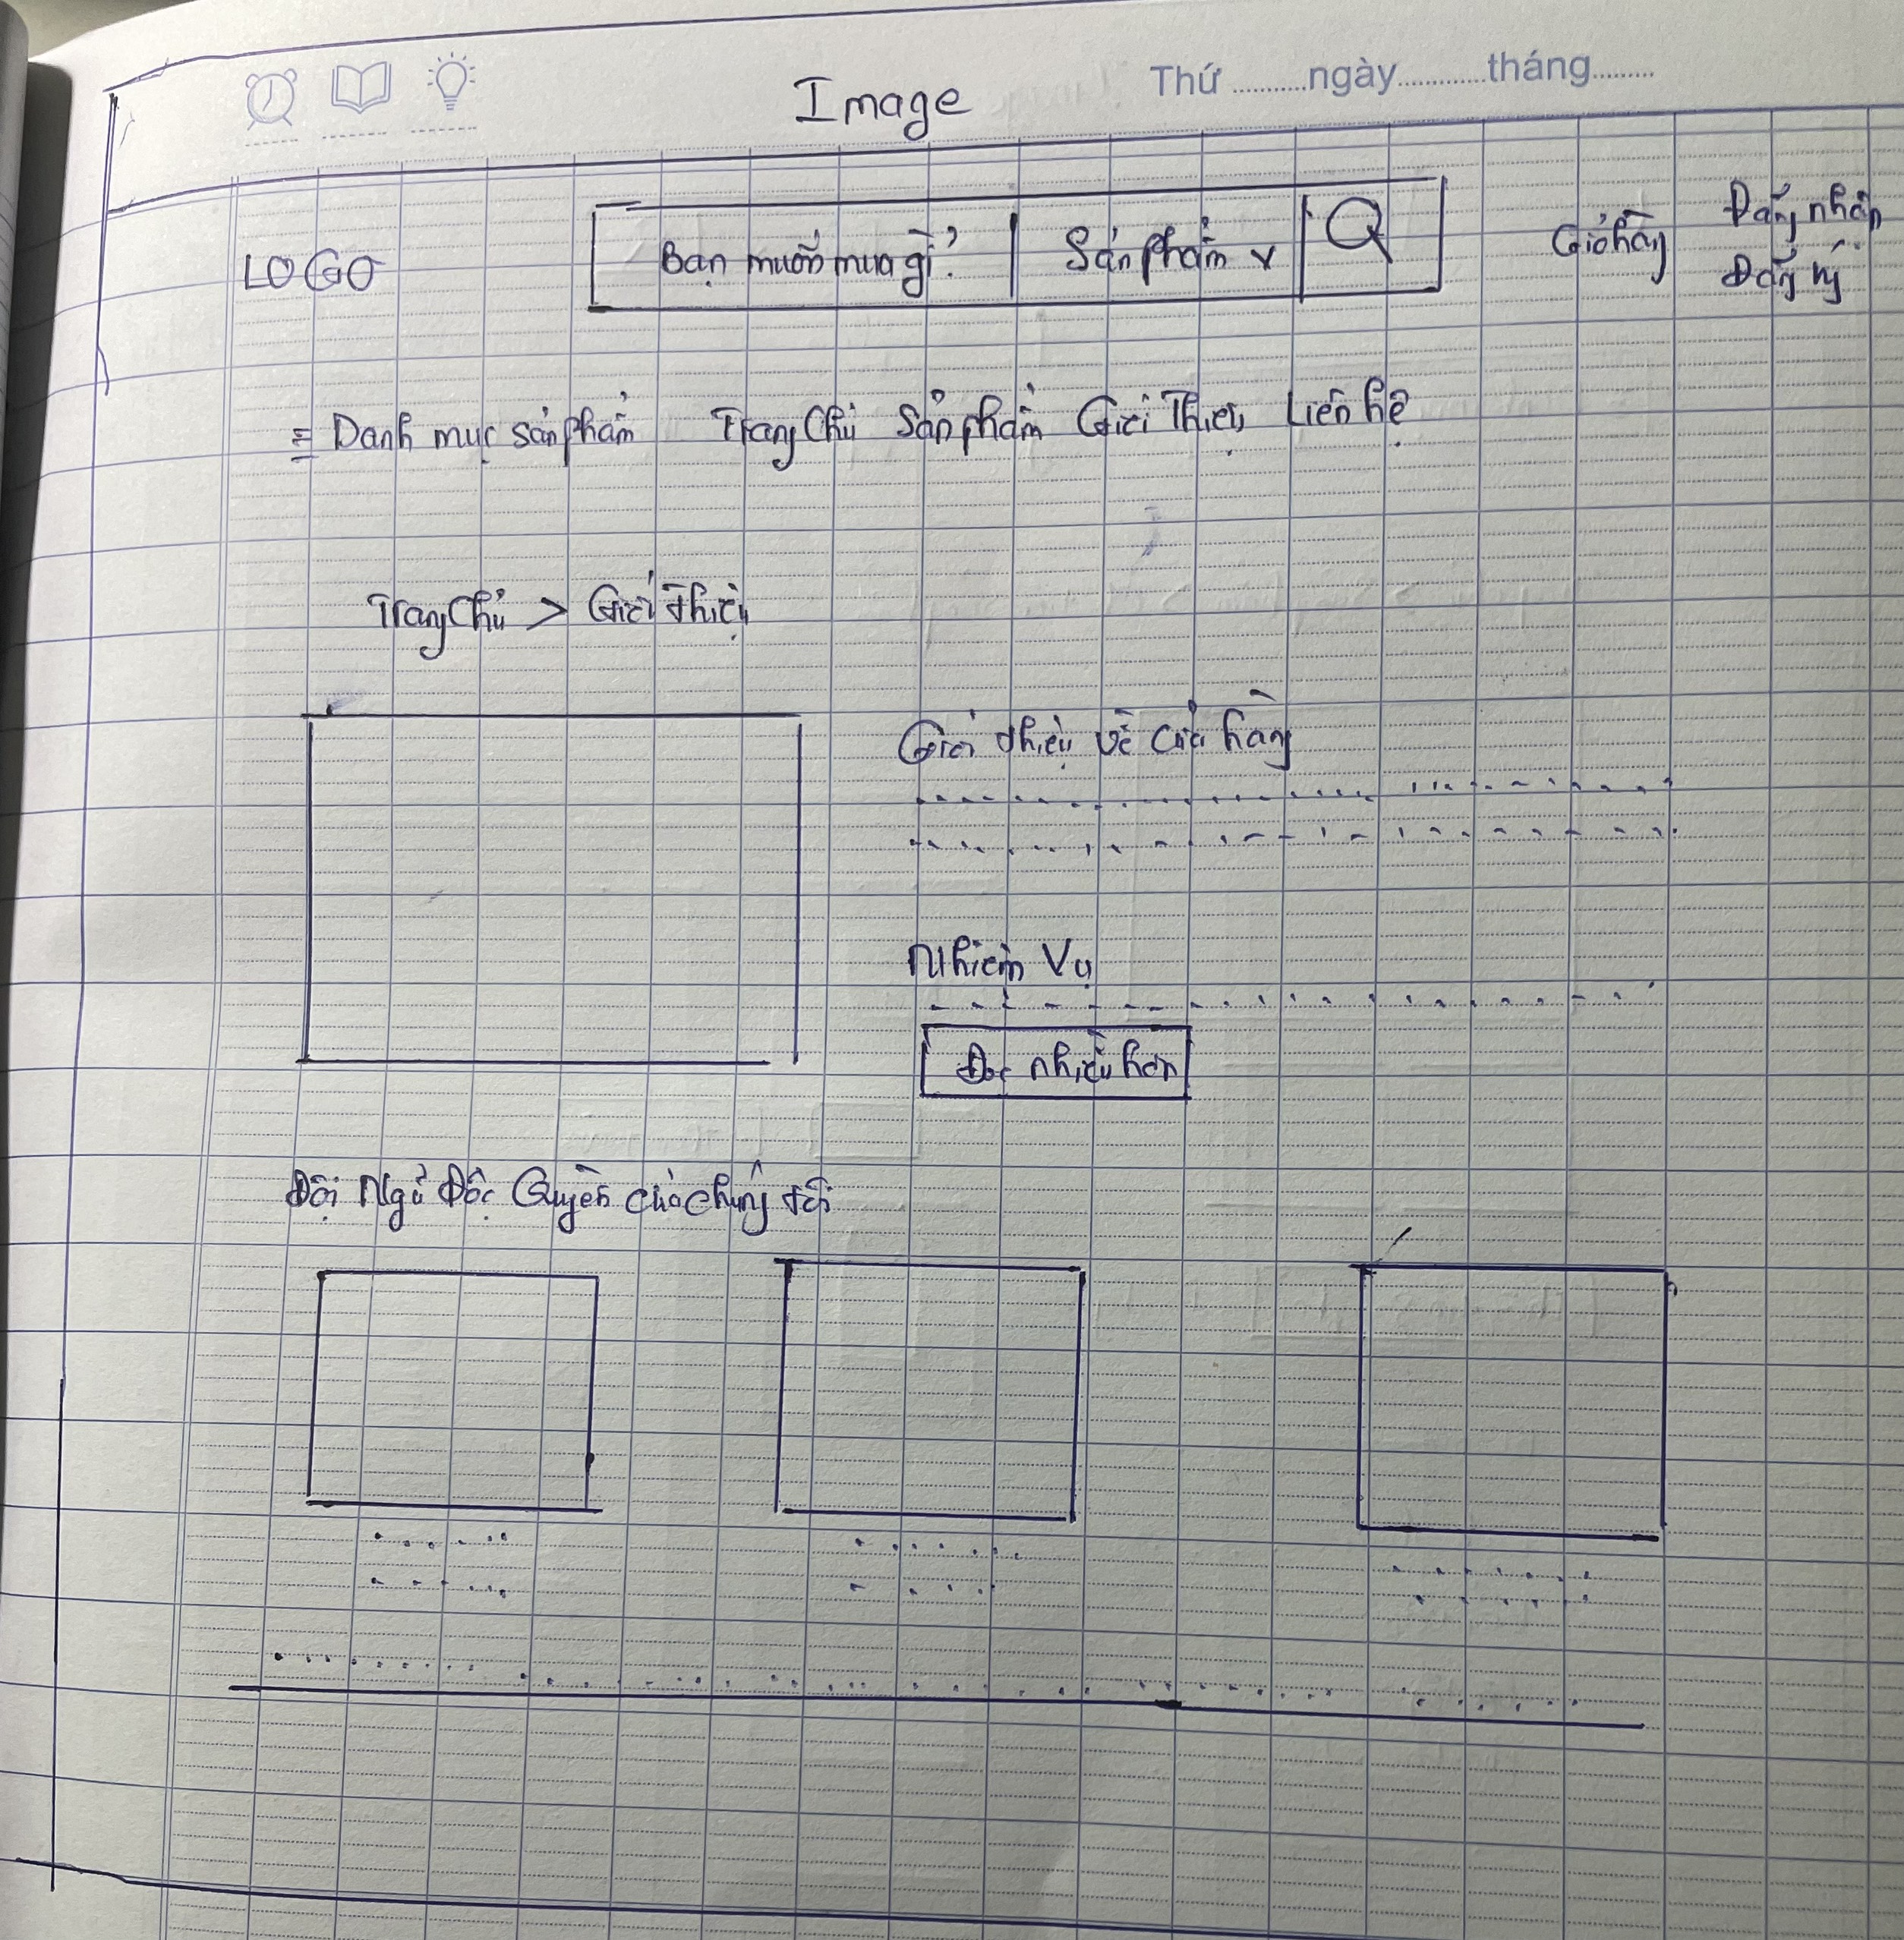 Image
Thứ ...........ngày.............tháng.........
LOGO
Bạn muốn mua gì?
Sản phẩm v
Q
Giỏ hàng
Đăng nhập
Đăng ký
≡ Danh mục sản phẩm Trang Chủ Sản phẩm Giới Thiệu Liên hệ
Trang Chủ > Giới thiệu
Giới thiệu về cửa hàng
Nhiệm Vụ
Đọc nhiều hơn
Đội Ngũ Độc Quyền của chúng tôi